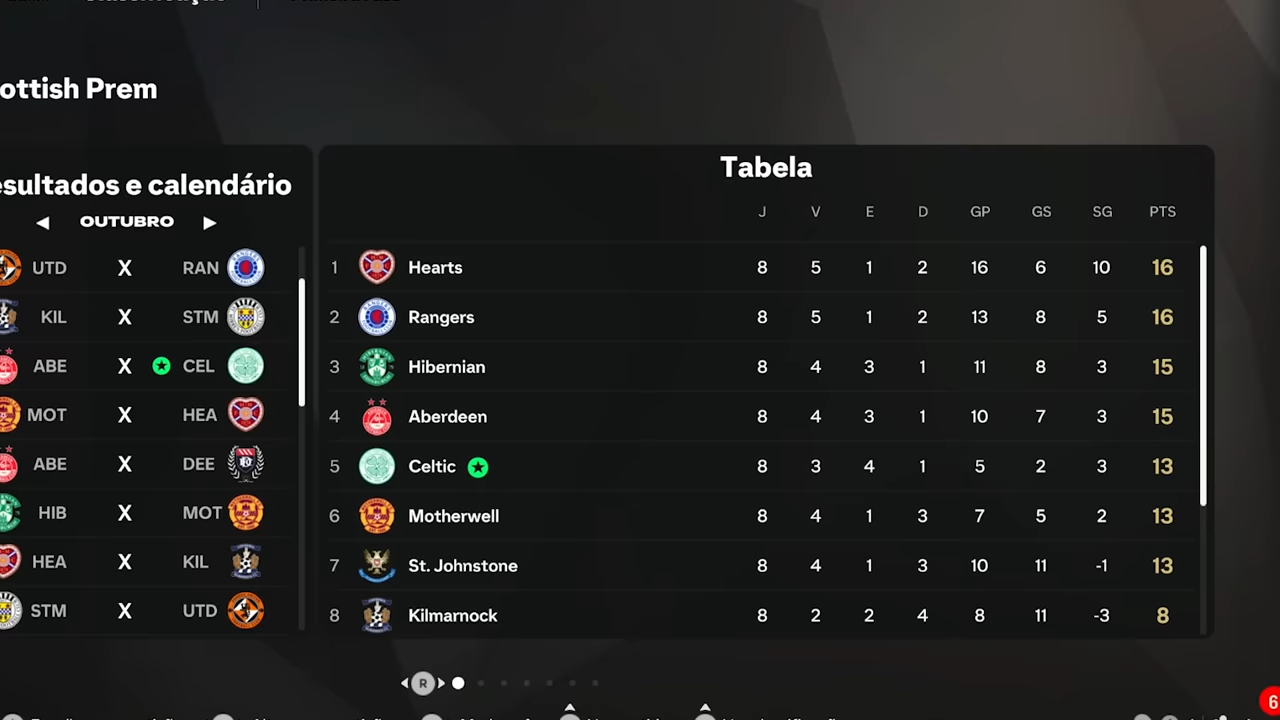 ottish Prem
esultados e calendário
OUTUBRO
UTD X RAN
KIL X STM
ABE X CEL
MOT X HEA
ABE X DEE
HIB X MOT
HEA X KIL
STM X UTD
Tabela
J V E D GP GS SG PTS
1 Hearts 8 5 1 2 16 6 10 16
2 Rangers 8 5 1 2 13 8 5 16
3 Hibernian 8 4 3 1 11 8 3 15
4 Aberdeen 8 4 3 1 10 7 3 15
5 Celtic 8 3 4 1 5 2 3 13
6 Motherwell 8 4 1 3 7 5 2 13
7 St. Johnstone 8 4 1 3 10 11 -1 13
8 Kilmarnock 8 2 2 4 8 11 -3 8
R
6